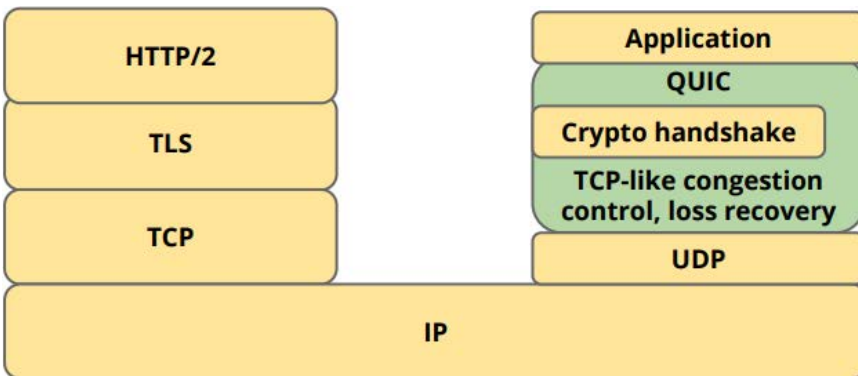 HTTP/2
TLS
TCP
Application
QUIC
Crypto handshake
TCP-like congestion
control, loss recovery
UDP
IP